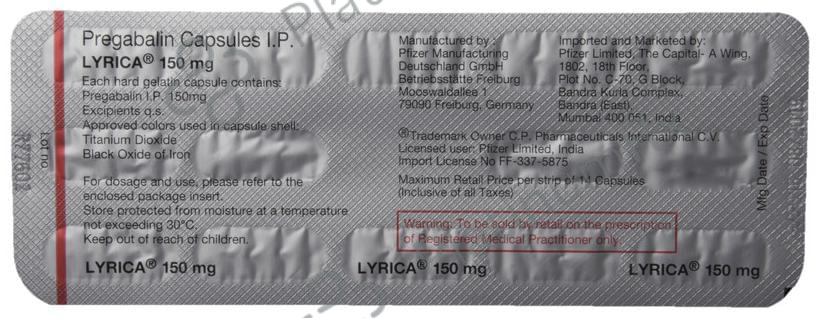 Pregabalin Capsules I.P.
LYRICA® 150 mg
Each hard gelatin capsule contains:
Pregabalin I.P. 150mg
Excipients q.s.
Approved colors used in capsule shell:
Titanium Dioxide
Black Oxide of Iron
For dosage and use, please refer to the
enclosed package insert.
Store protected from moisture at a temperature
not exceeding 30°C.
Keep out of reach of children.
LYRICA® 150 mg
Manufactured by :
Pfizer Manufacturing
Deutschland GmbH
Betriebsstätte Freiburg
Mooswaldallee 1
79090 Freiburg, Germany
Imported and Marketed by:
Pfizer Limited, The Capital- A Wing,
1802, 18th Floor,
Plot No. C-70, G Block,
Bandra Kurla Complex,
Bandra (East),
Mumbai 400 051, India
®Trademark Owner C.P. Pharmaceuticals International C.V.
Licensed user: Pfizer Limited, India
Import License No FF-337-5875
Maximum Retail Price per strip of 14 Capsules
(Inclusive of all Taxes)
Warning: To be sold by retail on the prescription
of Registered Medical Practitioner only.
LYRICA® 150 mg
LYRICA® 150 mg
Lot no
Mfg Date / Exp Date